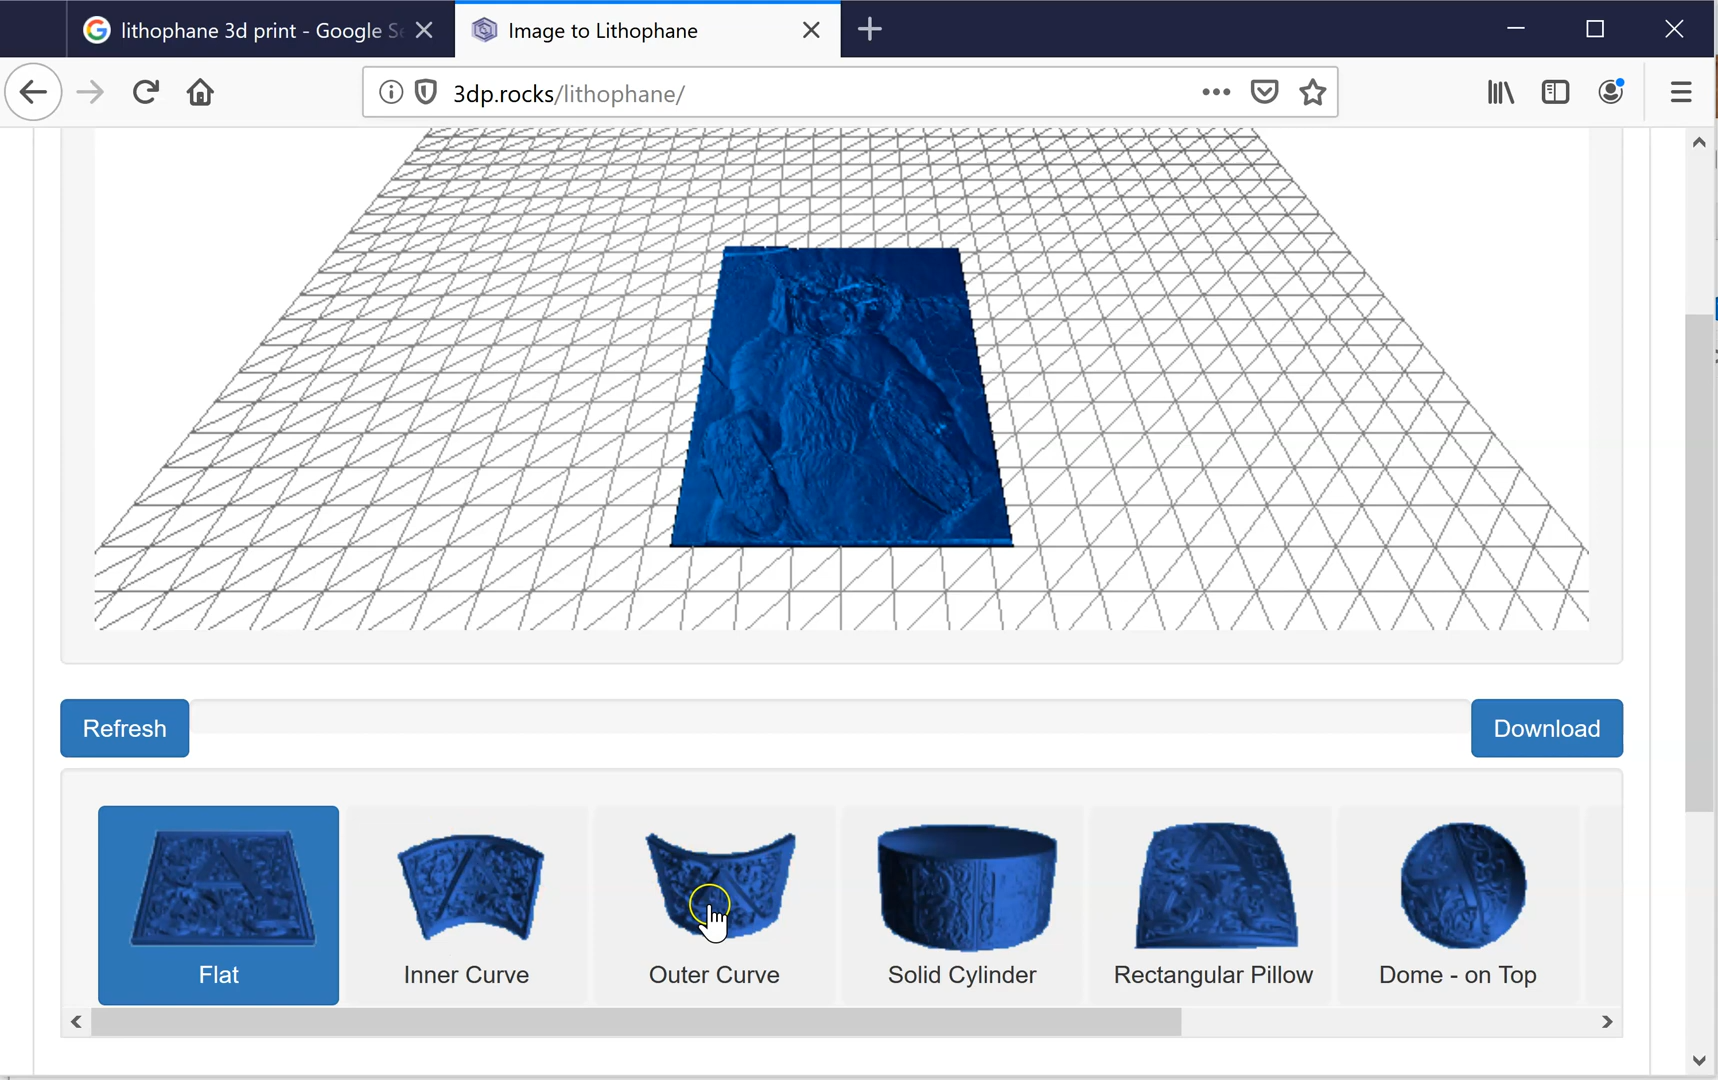 lithophane 3d print - Google Se
Image to Lithophane
3dp.rocks/lithophane/
Refresh
Download
Flat
Inner Curve
Outer Curve
Solid Cylinder
Rectangular Pillow
Dome - on Top